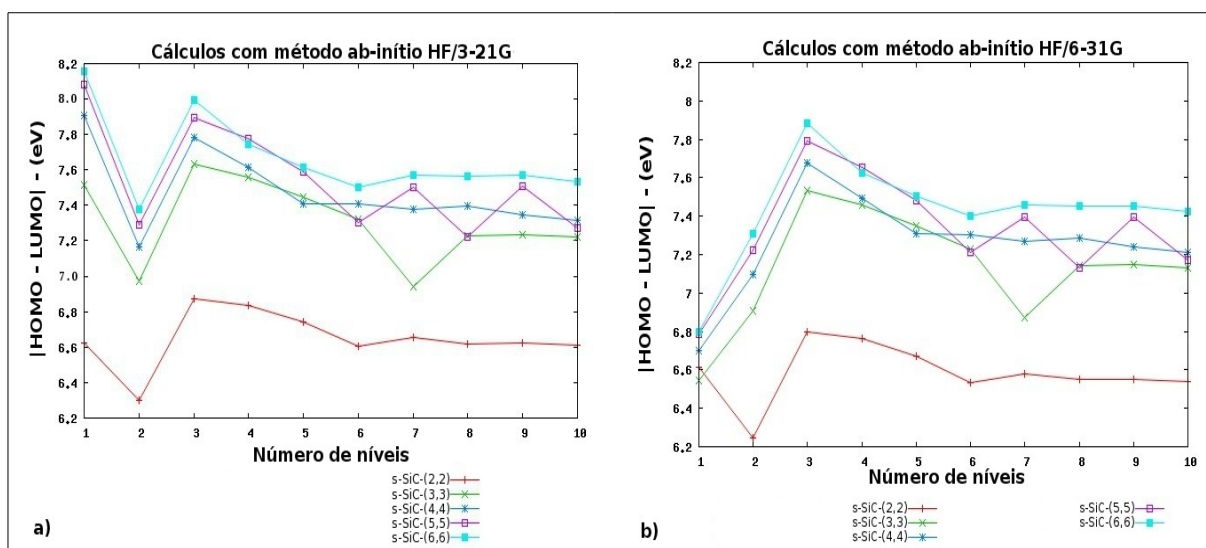 Cálculos com método ab-inítio HF/3-21G
|HOMO - LUMO| - (eV)
8.2
8.0
7.8
7.6
7.4
7.2
7.0
6.8
6.6
6.4
6.2
1 2 3 4 5 6 7 8 9 10
Número de níveis
s-SiC-(2,2)
s-SiC-(3,3)
s-SiC-(4,4)
s-SiC-(5,5)
s-SiC-(6,6)
a)
Cálculos com método ab-inítio HF/6-31G
|HOMO - LUMO| - (eV)
8.2
8
7.8
7.6
7.4
7.2
7
6.8
6.6
6.4
6.2
1 2 3 4 5 6 7 8 9 10
Número de níveis
s-SiC-(2,2)
s-SiC-(3,3)
s-SiC-(4,4)
s-SiC-(5,5)
s-SiC-(6,6)
b)